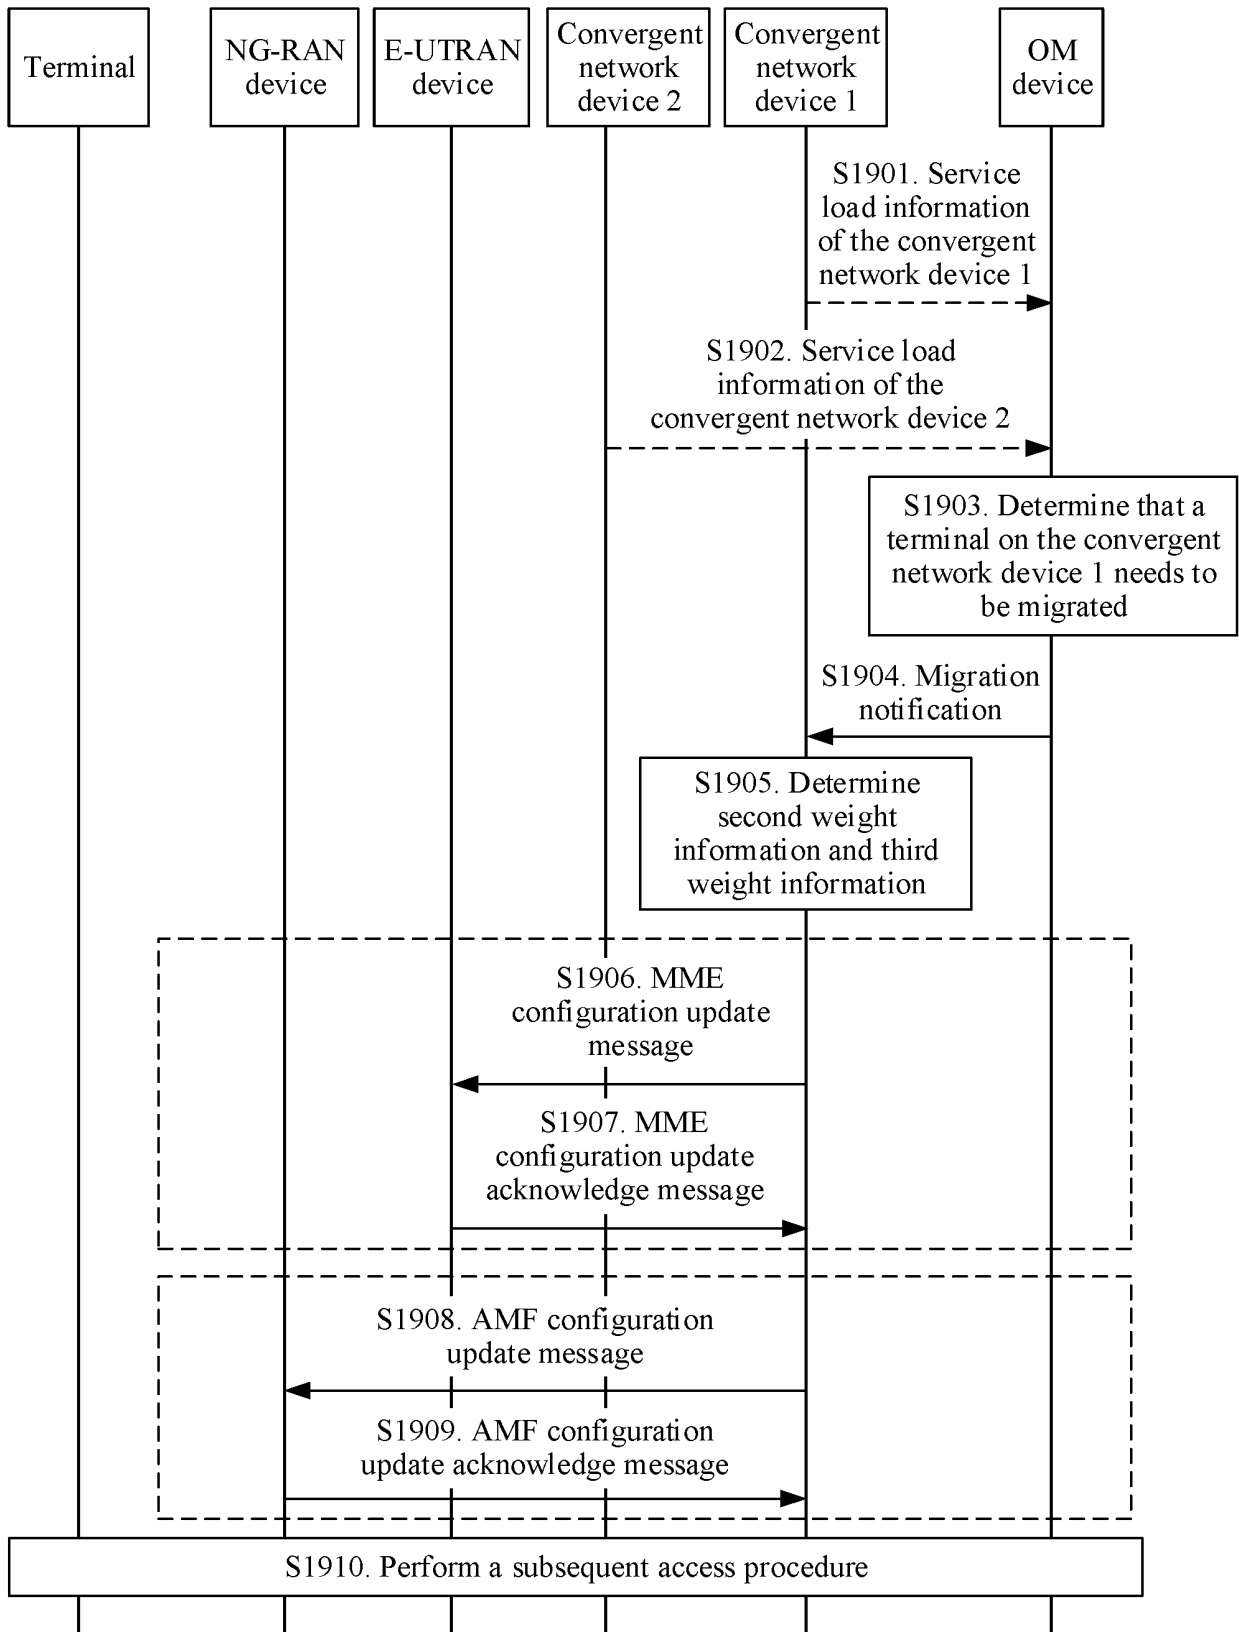 Terminal
NG-RAN
device
E-UTRAN
device
Convergent
network
device 2
Convergent
network
device 1
OM
device
S1901. Service
load information
of the convergent
network device 1
S1902. Service load
information of the
convergent network device 2
S1903. Determine that a
terminal on the convergent
network device 1 needs to
be migrated
S1904. Migration
notification
S1905. Determine
second weight
information and third
weight information
S1906. MME
configuration update
message
S1907. MME
configuration update
acknowledge message
S1908. AMF configuration
update message
S1909. AMF configuration
update acknowledge message
S1910. Perform a subsequent access procedure